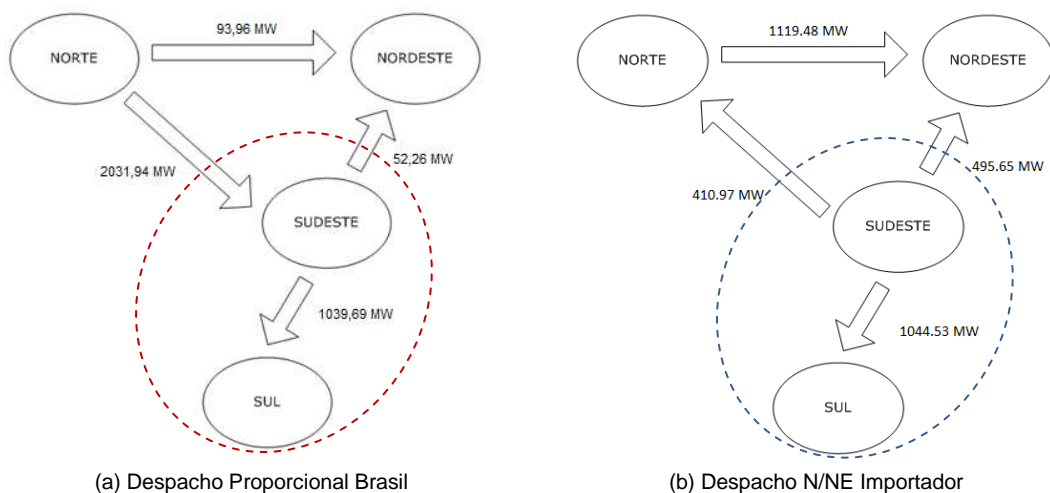 93,96 MW
NORTE
NORDESTE
2031,94 MW
52,26 MW
SUDESTE
1039,69 MW
SUL
(a) Despacho Proporcional Brasil
1119.48 MW
NORTE
NORDESTE
410.97 MW
495.65 MW
SUDESTE
1044.53 MW
SUL
(b) Despacho N/NE Importador